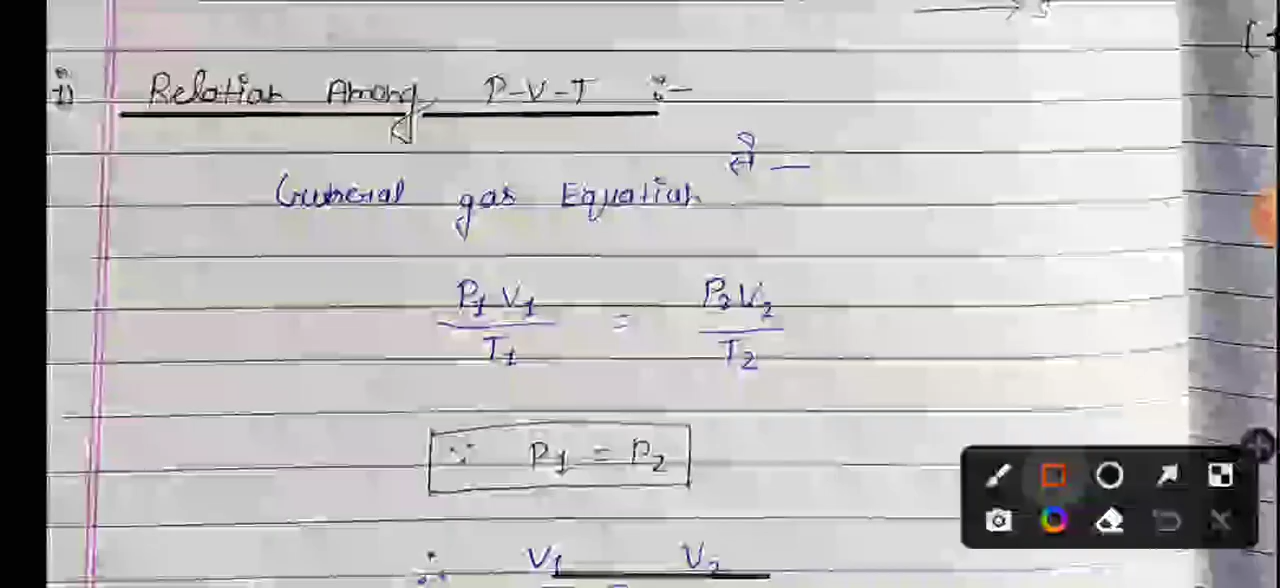 i) Relation Among P-V-T :-
General gas Equation से —
P₁ V₁ / T₁ = P₂ V₂ / T₂
∵ P₁ = P₂
∴ V₁ V₂